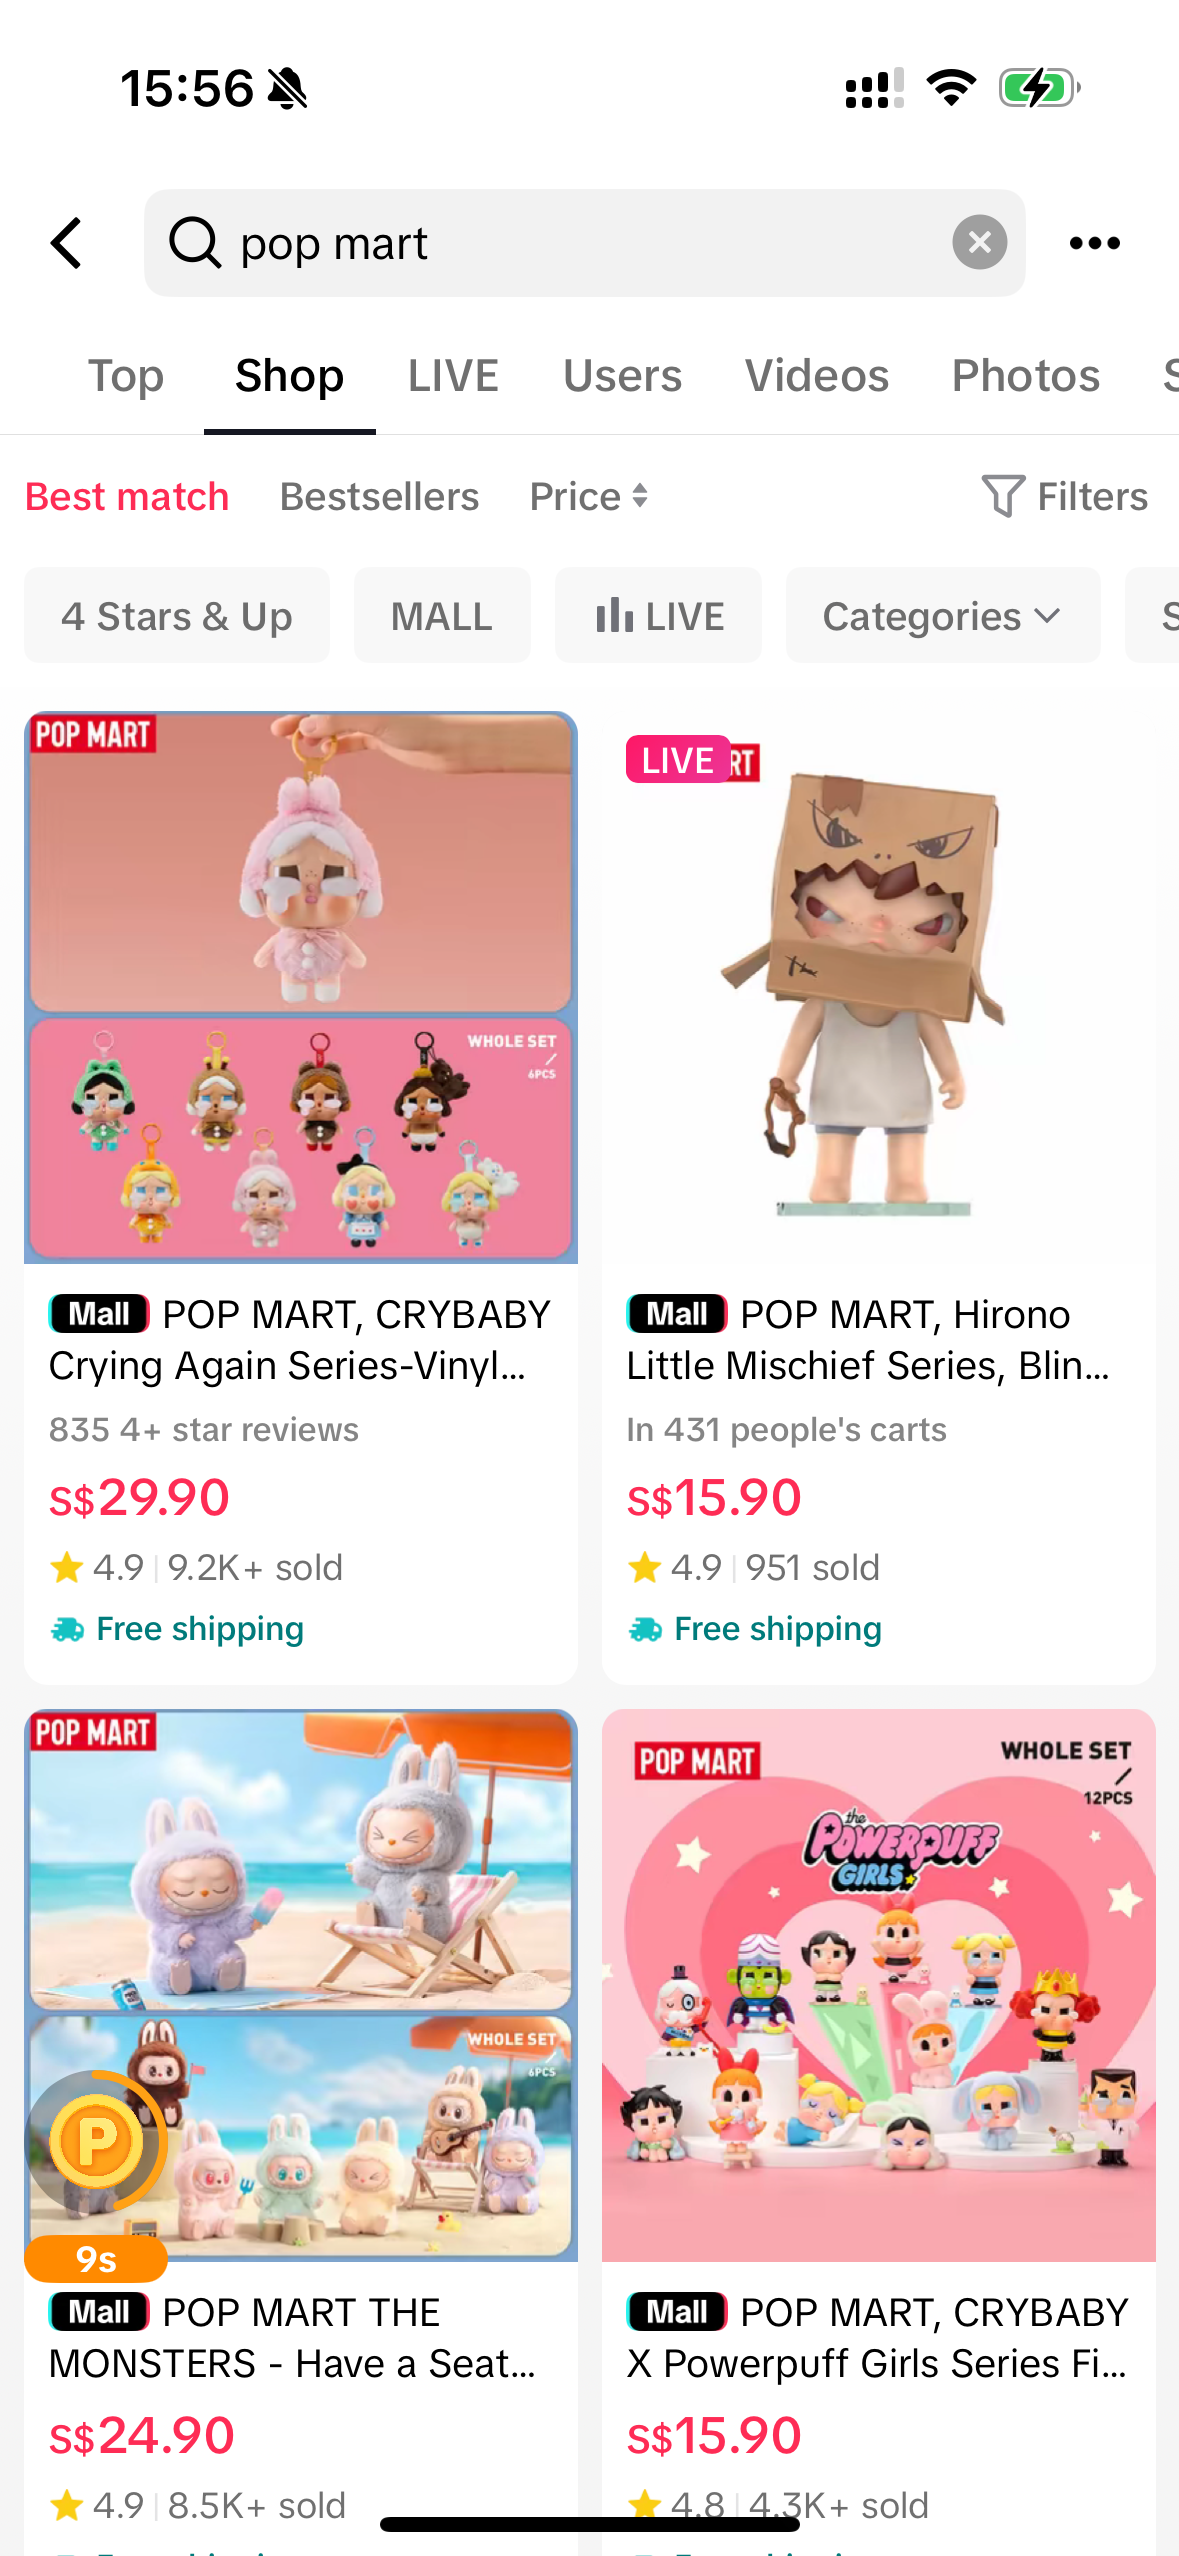 15:56
pop mart
Top Shop LIVE Users Videos Photos S
Best match Bestsellers Price Filters
4 Stars & Up MALL LIVE Categories S
POP MART
WHOLE SET
/
6PCS
Mall POP MART, CRYBABY
Crying Again Series-Vinyl...
835 4+ star reviews
S$29.90
4.9 9.2K+ sold
Free shipping
LIVE RT
Mall POP MART, Hirono
Little Mischief Series, Blin...
In 431 people's carts
S$15.90
4.9 951 sold
Free shipping
POP MART
WHOLE SET
6PCS
P
9s
Mall POP MART THE
MONSTERS - Have a Seat...
S$24.90
4.9 8.5K+ sold
POP MART
WHOLE SET
/
12PCS
the
POWERPUFF
GIRLS
Mall POP MART, CRYBABY
X Powerpuff Girls Series Fi...
S$15.90
4.8 4.3K+ sold